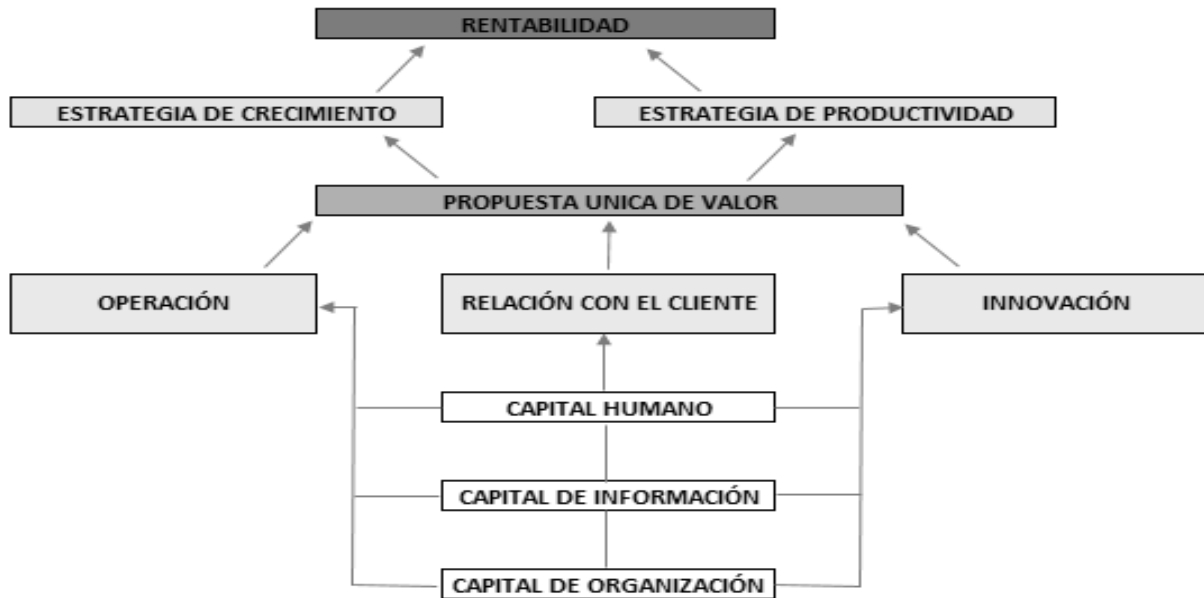 RENTABILIDAD
ESTRATEGIA DE CRECIMIENTO
ESTRATEGIA DE PRODUCTIVIDAD
PROPUESTA UNICA DE VALOR
OPERACIÓN
RELACIÓN CON EL CLIENTE
INNOVACIÓN
CAPITAL HUMANO
CAPITAL DE INFORMACIÓN
CAPITAL DE ORGANIZACIÓN